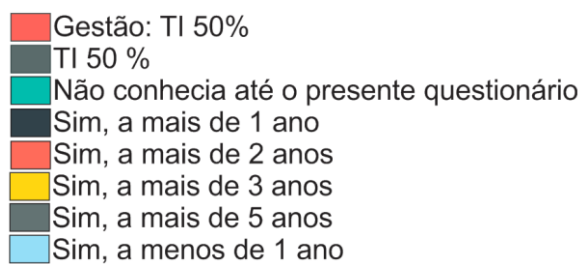 Gestão: TI 50%
TI 50 %
Não conhecia até o presente questionário
Sim, a mais de 1 ano
Sim, a mais de 2 anos
Sim, a mais de 3 anos
Sim, a mais de 5 anos
Sim, a menos de 1 ano